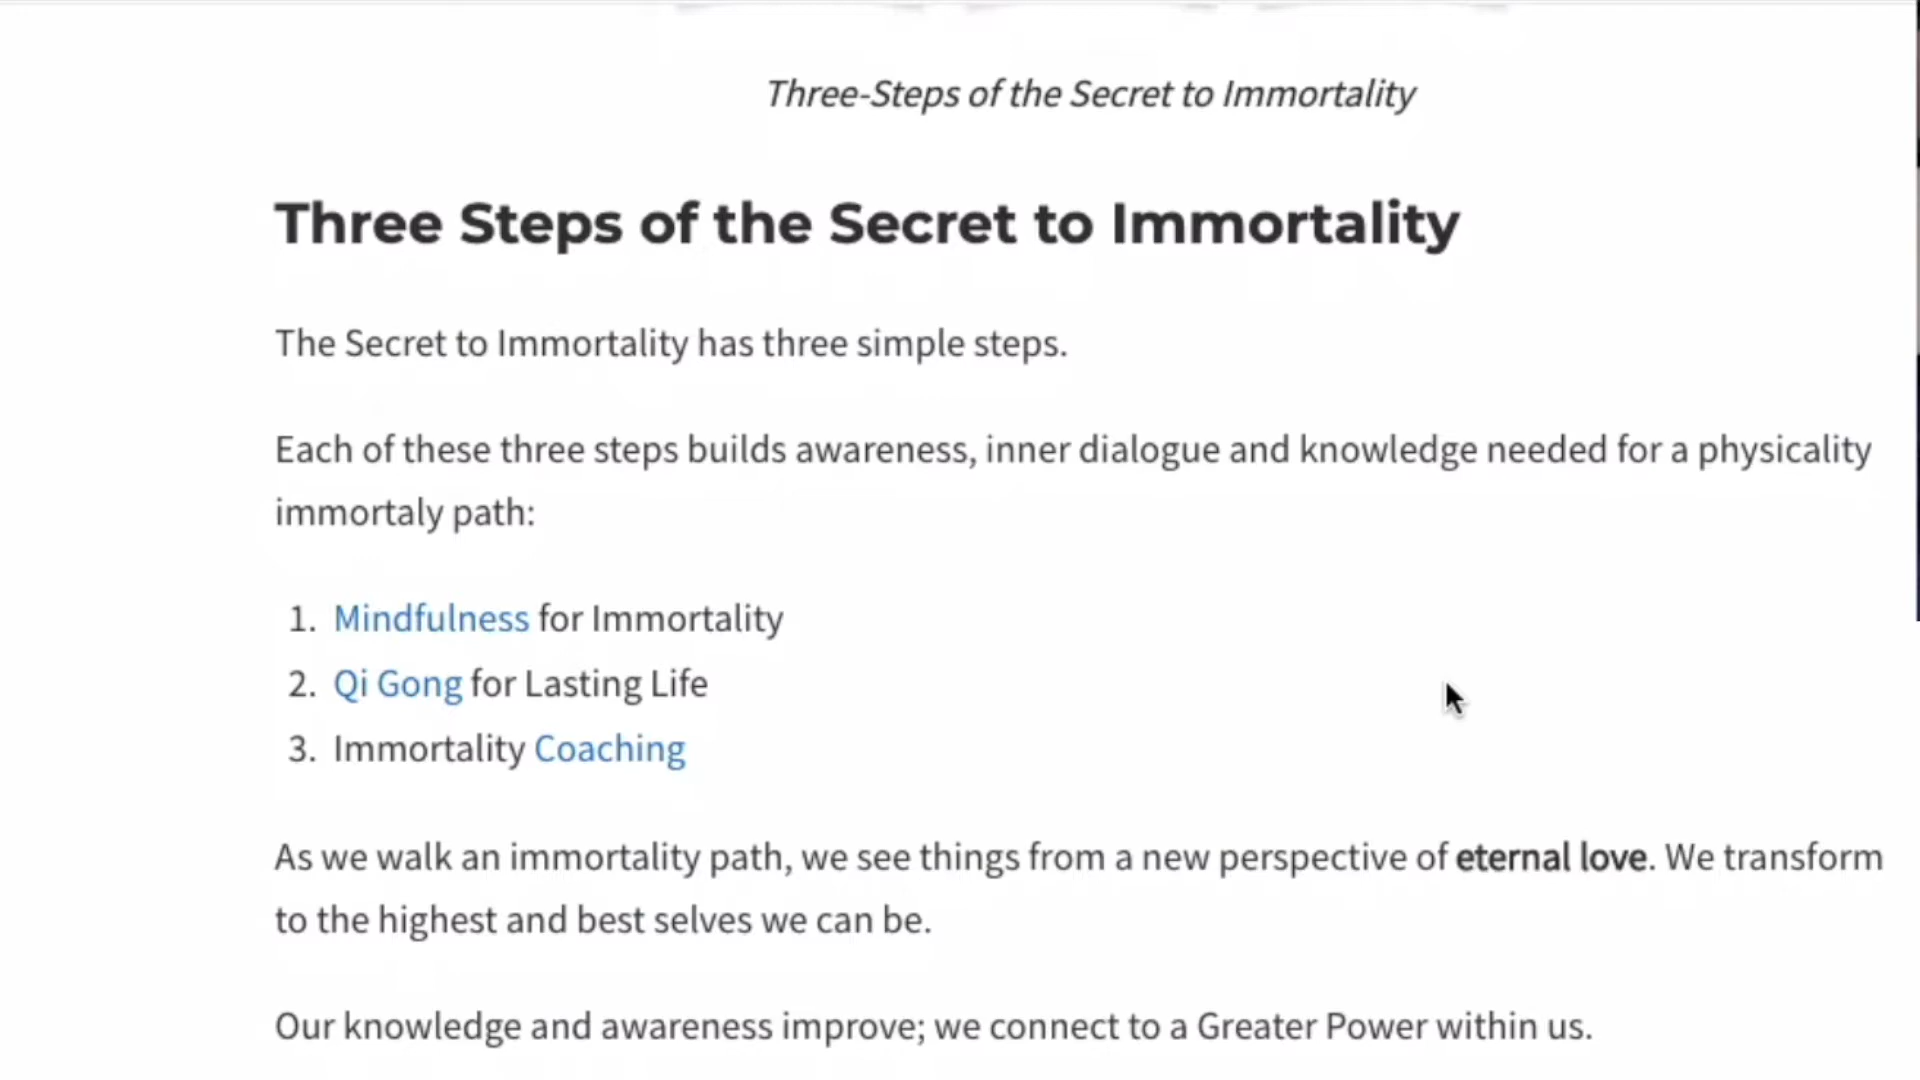 Three-Steps of the Secret to Immortality
Three Steps of the Secret to Immortality
The Secret to Immortality has three simple steps.
Each of these three steps builds awareness, inner dialogue and knowledge needed for a physicality
immortaly path:
1. Mindfulness for Immortality
2. Qi Gong for Lasting Life
3. Immortality Coaching
As we walk an immortality path, we see things from a new perspective of eternal love. We transform
to the highest and best selves we can be.
Our knowledge and awareness improve; we connect to a Greater Power within us.